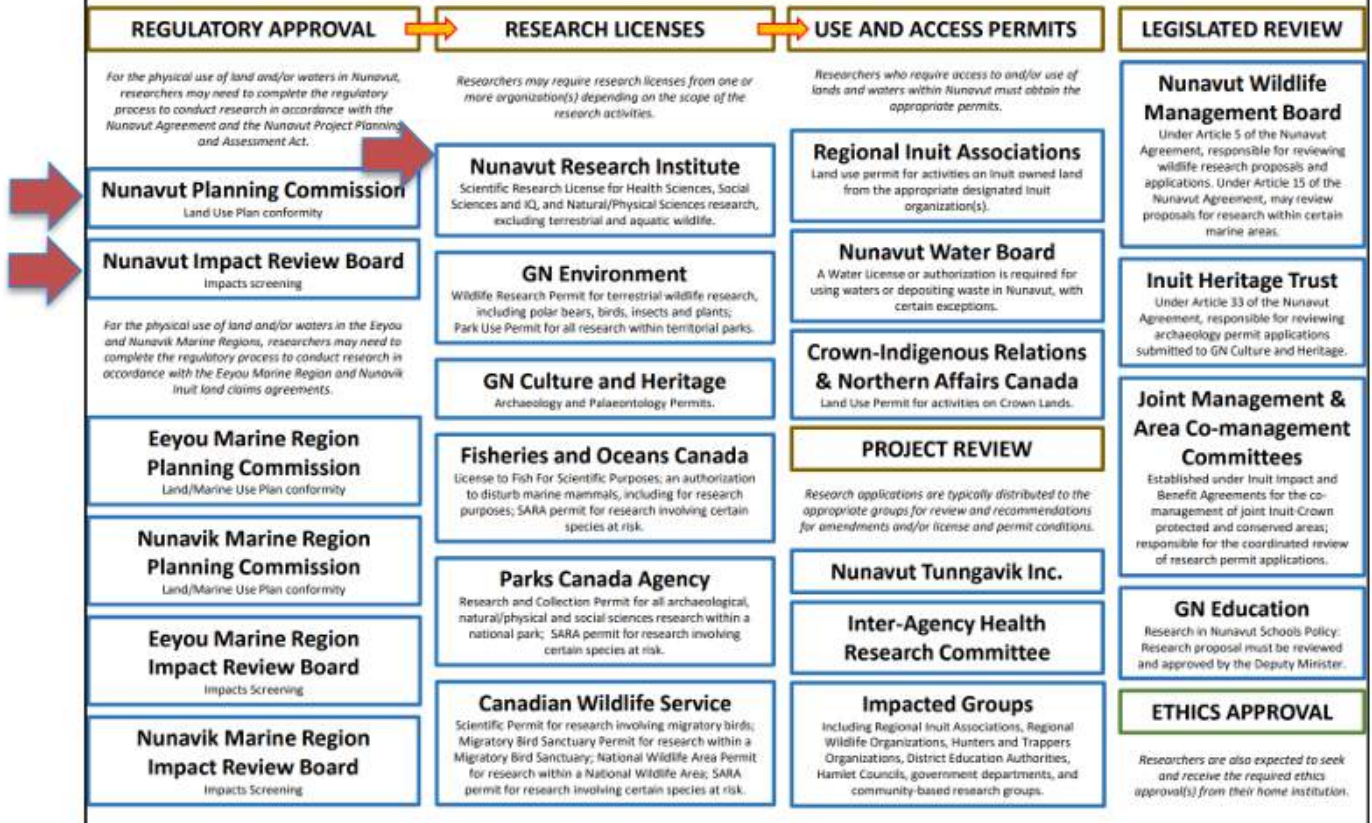 REGULATORY APPROVAL
For the physical use of land and/or waters in Nunavut,
researchers may need to complete the regulatory
process to conduct research in accordance with the
Nunavut Agreement and the Nunavut Project Planning
and Assessment Act.
Nunavut Planning Commission
Land Use Plan conformity
Nunavut Impact Review Board
Impacts screening
For the physical use of land and/or waters in the Eeyou
and Nunavik Marine Regions, researchers may need to
complete the regulatory process to conduct research in
accordance with the Eeyou Marine Region and Nunavik
Inuit land claims agreements.
Eeyou Marine Region
Planning Commission
Land/Marine Use Plan conformity
Nunavik Marine Region
Planning Commission
Land/Marine Use Plan conformity
Eeyou Marine Region
Impact Review Board
Impacts Screening
Nunavik Marine Region
Impact Review Board
Impacts Screening
RESEARCH LICENSES
Researchers may require research licenses from one or
more organization(s) depending on the scope of the
research activities.
Nunavut Research Institute
Scientific Research License for Health Sciences, Social
Sciences and IQ, and Natural/Physical Sciences research,
excluding terrestrial and aquatic wildlife.
GN Environment
Wildlife Research Permit for terrestrial wildlife research,
including polar bears, birds, insects and plants;
Park Use Permit for all research within territorial parks.
GN Culture and Heritage
Archaeology and Palaeontology Permits.
Fisheries and Oceans Canada
License to Fish For Scientific Purposes; an authorization
to disturb marine mammals, including for research
purposes; SARA permit for research involving certain
species at risk.
Parks Canada Agency
Research and Collection Permit for all archaeological,
natural/physical and social sciences research within a
national park; SARA permit for research involving
certain species at risk.
Canadian Wildlife Service
Scientific Permit for research involving migratory birds;
Migratory Bird Sanctuary Permit for research within a
Migratory Bird Sanctuary; National Wildlife Area Permit
for research within a National Wildlife Area; SARA
permit for research involving certain species at risk.
USE AND ACCESS PERMITS
Researchers who require access to and/or use of
lands and waters within Nunavut must obtain the
appropriate permits.
Regional Inuit Associations
Land use permit for activities on Inuit owned land
from the appropriate designated Inuit
organization(s).
Nunavut Water Board
A Water License or authorization is required for
using waters or depositing waste in Nunavut, with
certain exceptions.
Crown-Indigenous Relations
& Northern Affairs Canada
Land Use Permit for activities on Crown Lands.
PROJECT REVIEW
Research applications are typically distributed to the
appropriate groups for review and recommendations
for amendments and/or license and permit conditions.
Nunavut Tunngavik Inc.
Inter-Agency Health
Research Committee
Impacted Groups
Including Regional Inuit Associations, Regional
Wildlife Organizations, Hunters and Trappers
Organizations, District Education Authorities,
Hamlet Councils, government departments, and
community-based research groups.
LEGISLATED REVIEW
Nunavut Wildlife
Management Board
Under Article 5 of the Nunavut
Agreement, responsible for reviewing
wildlife research proposals and
applications. Under Article 15 of the
Nunavut Agreement, may review
proposals for research within certain
marine areas.
Inuit Heritage Trust
Under Article 33 of the Nunavut
Agreement, responsible for reviewing
archaeology permit applications
submitted to GN Culture and Heritage.
Joint Management &
Area Co-management
Committees
Established under Inuit Impact and
Benefit Agreements for the co-
management of joint Inuit-Crown
protected and conserved areas;
responsible for the coordinated review
of research permit applications.
GN Education
Research in Nunavut Schools Policy:
Research proposal must be reviewed
and approved by the Deputy Minister.
ETHICS APPROVAL
Researchers are also expected to seek
and receive the required ethics
approval(s) from their home institution.